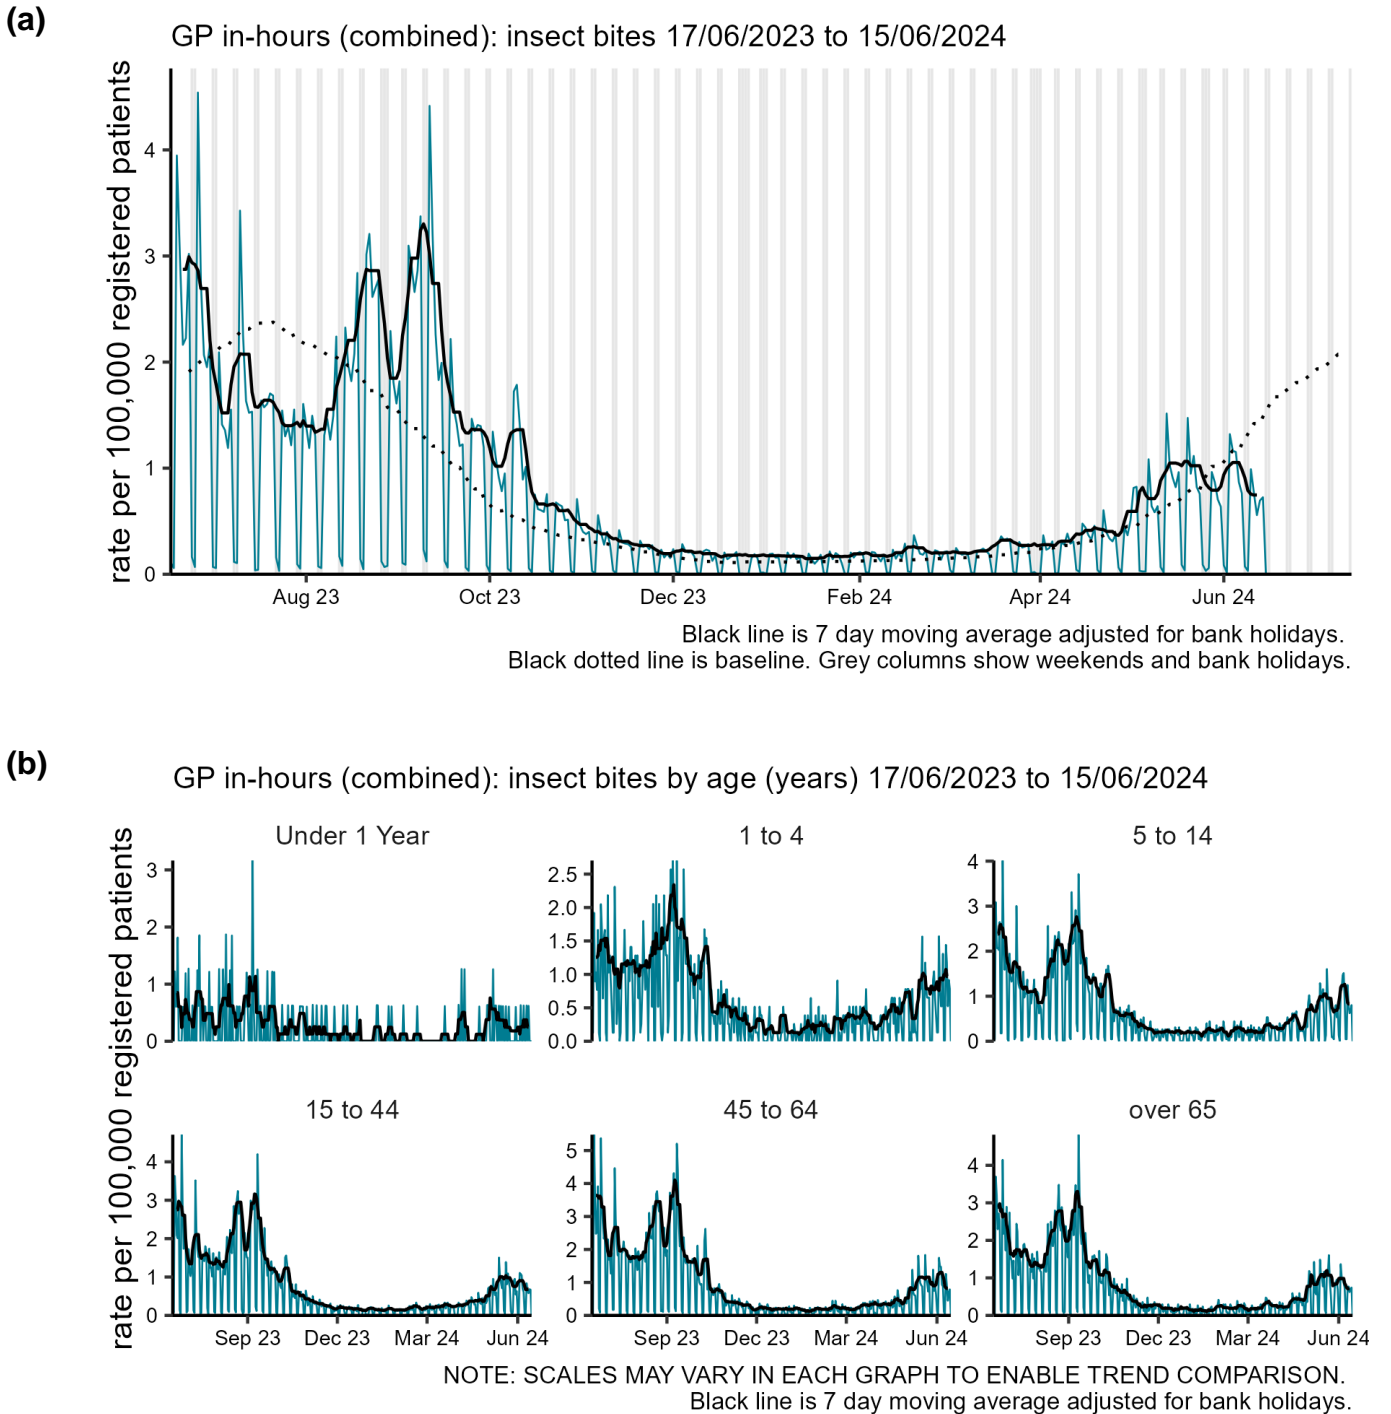 (a)
GP in-hours (combined): insect bites 17/06/2023 to 15/06/2024
rate per 100,000 registered patients
4
3
2
1
0
Aug 23 Oct 23 Dec 23 Feb 24 Apr 24 Jun 24
Black line is 7 day moving average adjusted for bank holidays.
Black dotted line is baseline. Grey columns show weekends and bank holidays.
(b)
GP in-hours (combined): insect bites by age (years) 17/06/2023 to 15/06/2024
rate per 100,000 registered patients
Under 1 Year
3
2
1
0
1 to 4
2.5
2.0
1.5
1.0
0.5
0.0
5 to 14
4
3
2
1
0
15 to 44
4
3
2
1
0
Sep 23 Dec 23 Mar 24 Jun 24
45 to 64
5
4
3
2
1
0
Sep 23 Dec 23 Mar 24 Jun 24
over 65
4
3
2
1
0
Sep 23 Dec 23 Mar 24 Jun 24
NOTE: SCALES MAY VARY IN EACH GRAPH TO ENABLE TREND COMPARISON.
Black line is 7 day moving average adjusted for bank holidays.